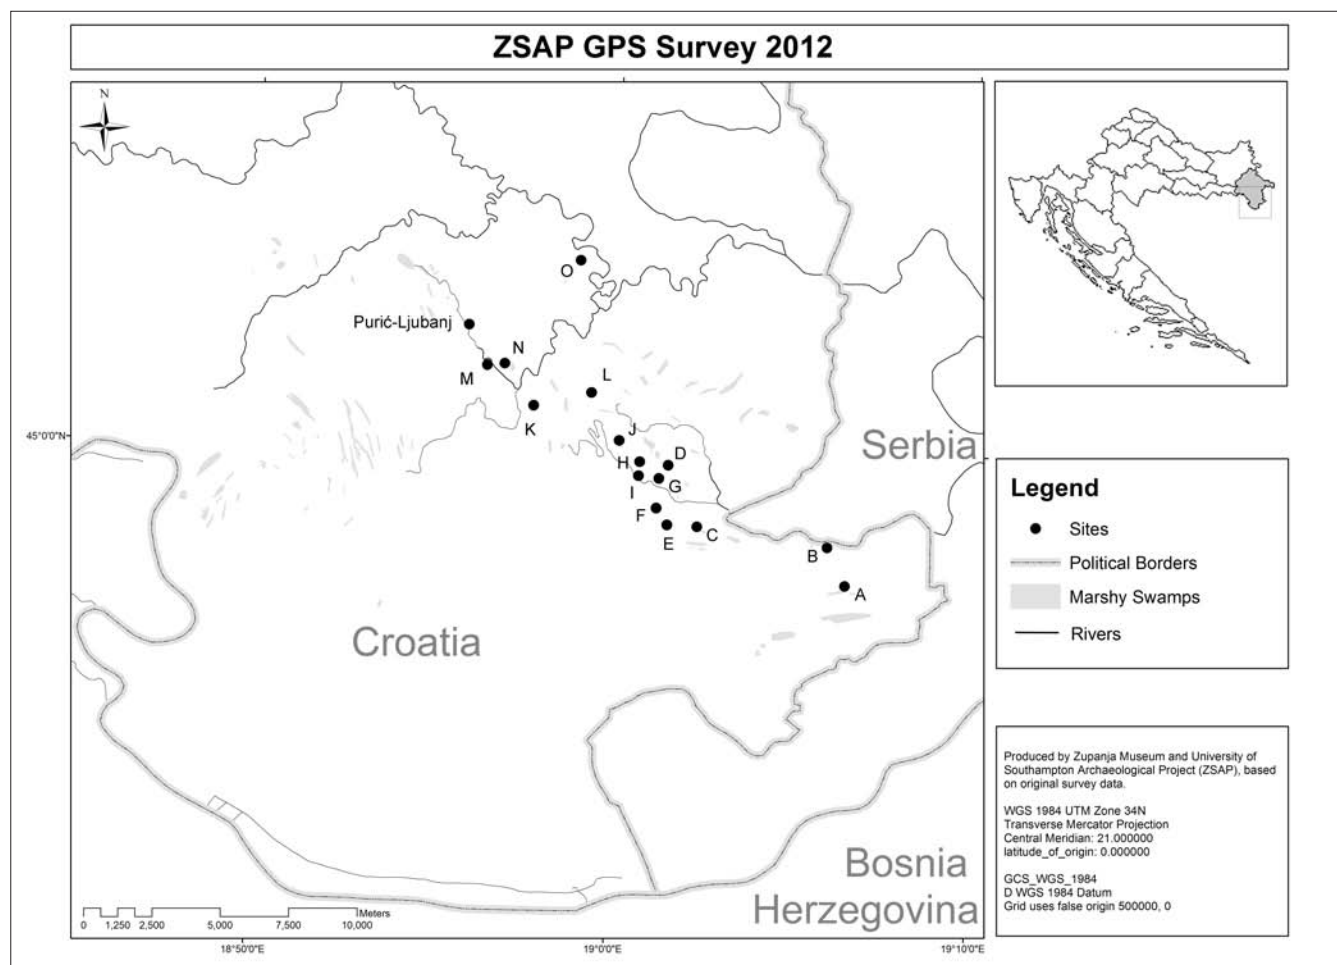 ZSAP GPS Survey 2012
N
O
Purić-Ljubanj
N
M
L
K
45°0'0"N
J
Serbia
H
D
I
G
F
E
C
B
A
Croatia
Bosnia
Herzegovina
Meters
0 1,250 2,500 5,000 7,500 10,000
18°50'0"E 19°0'0"E 19°10'0"E
Legend
Sites
Political Borders
Marshy Swamps
Rivers
Produced by Zupanja Museum and University of
Southampton Archaeological Project (ZSAP), based
on original survey data.
WGS 1984 UTM Zone 34N
Transverse Mercator Projection
Central Meridian: 21.000000
latitude_of_origin: 0.000000
GCS_WGS_1984
D WGS 1984 Datum
Grid uses false origin 500000, 0